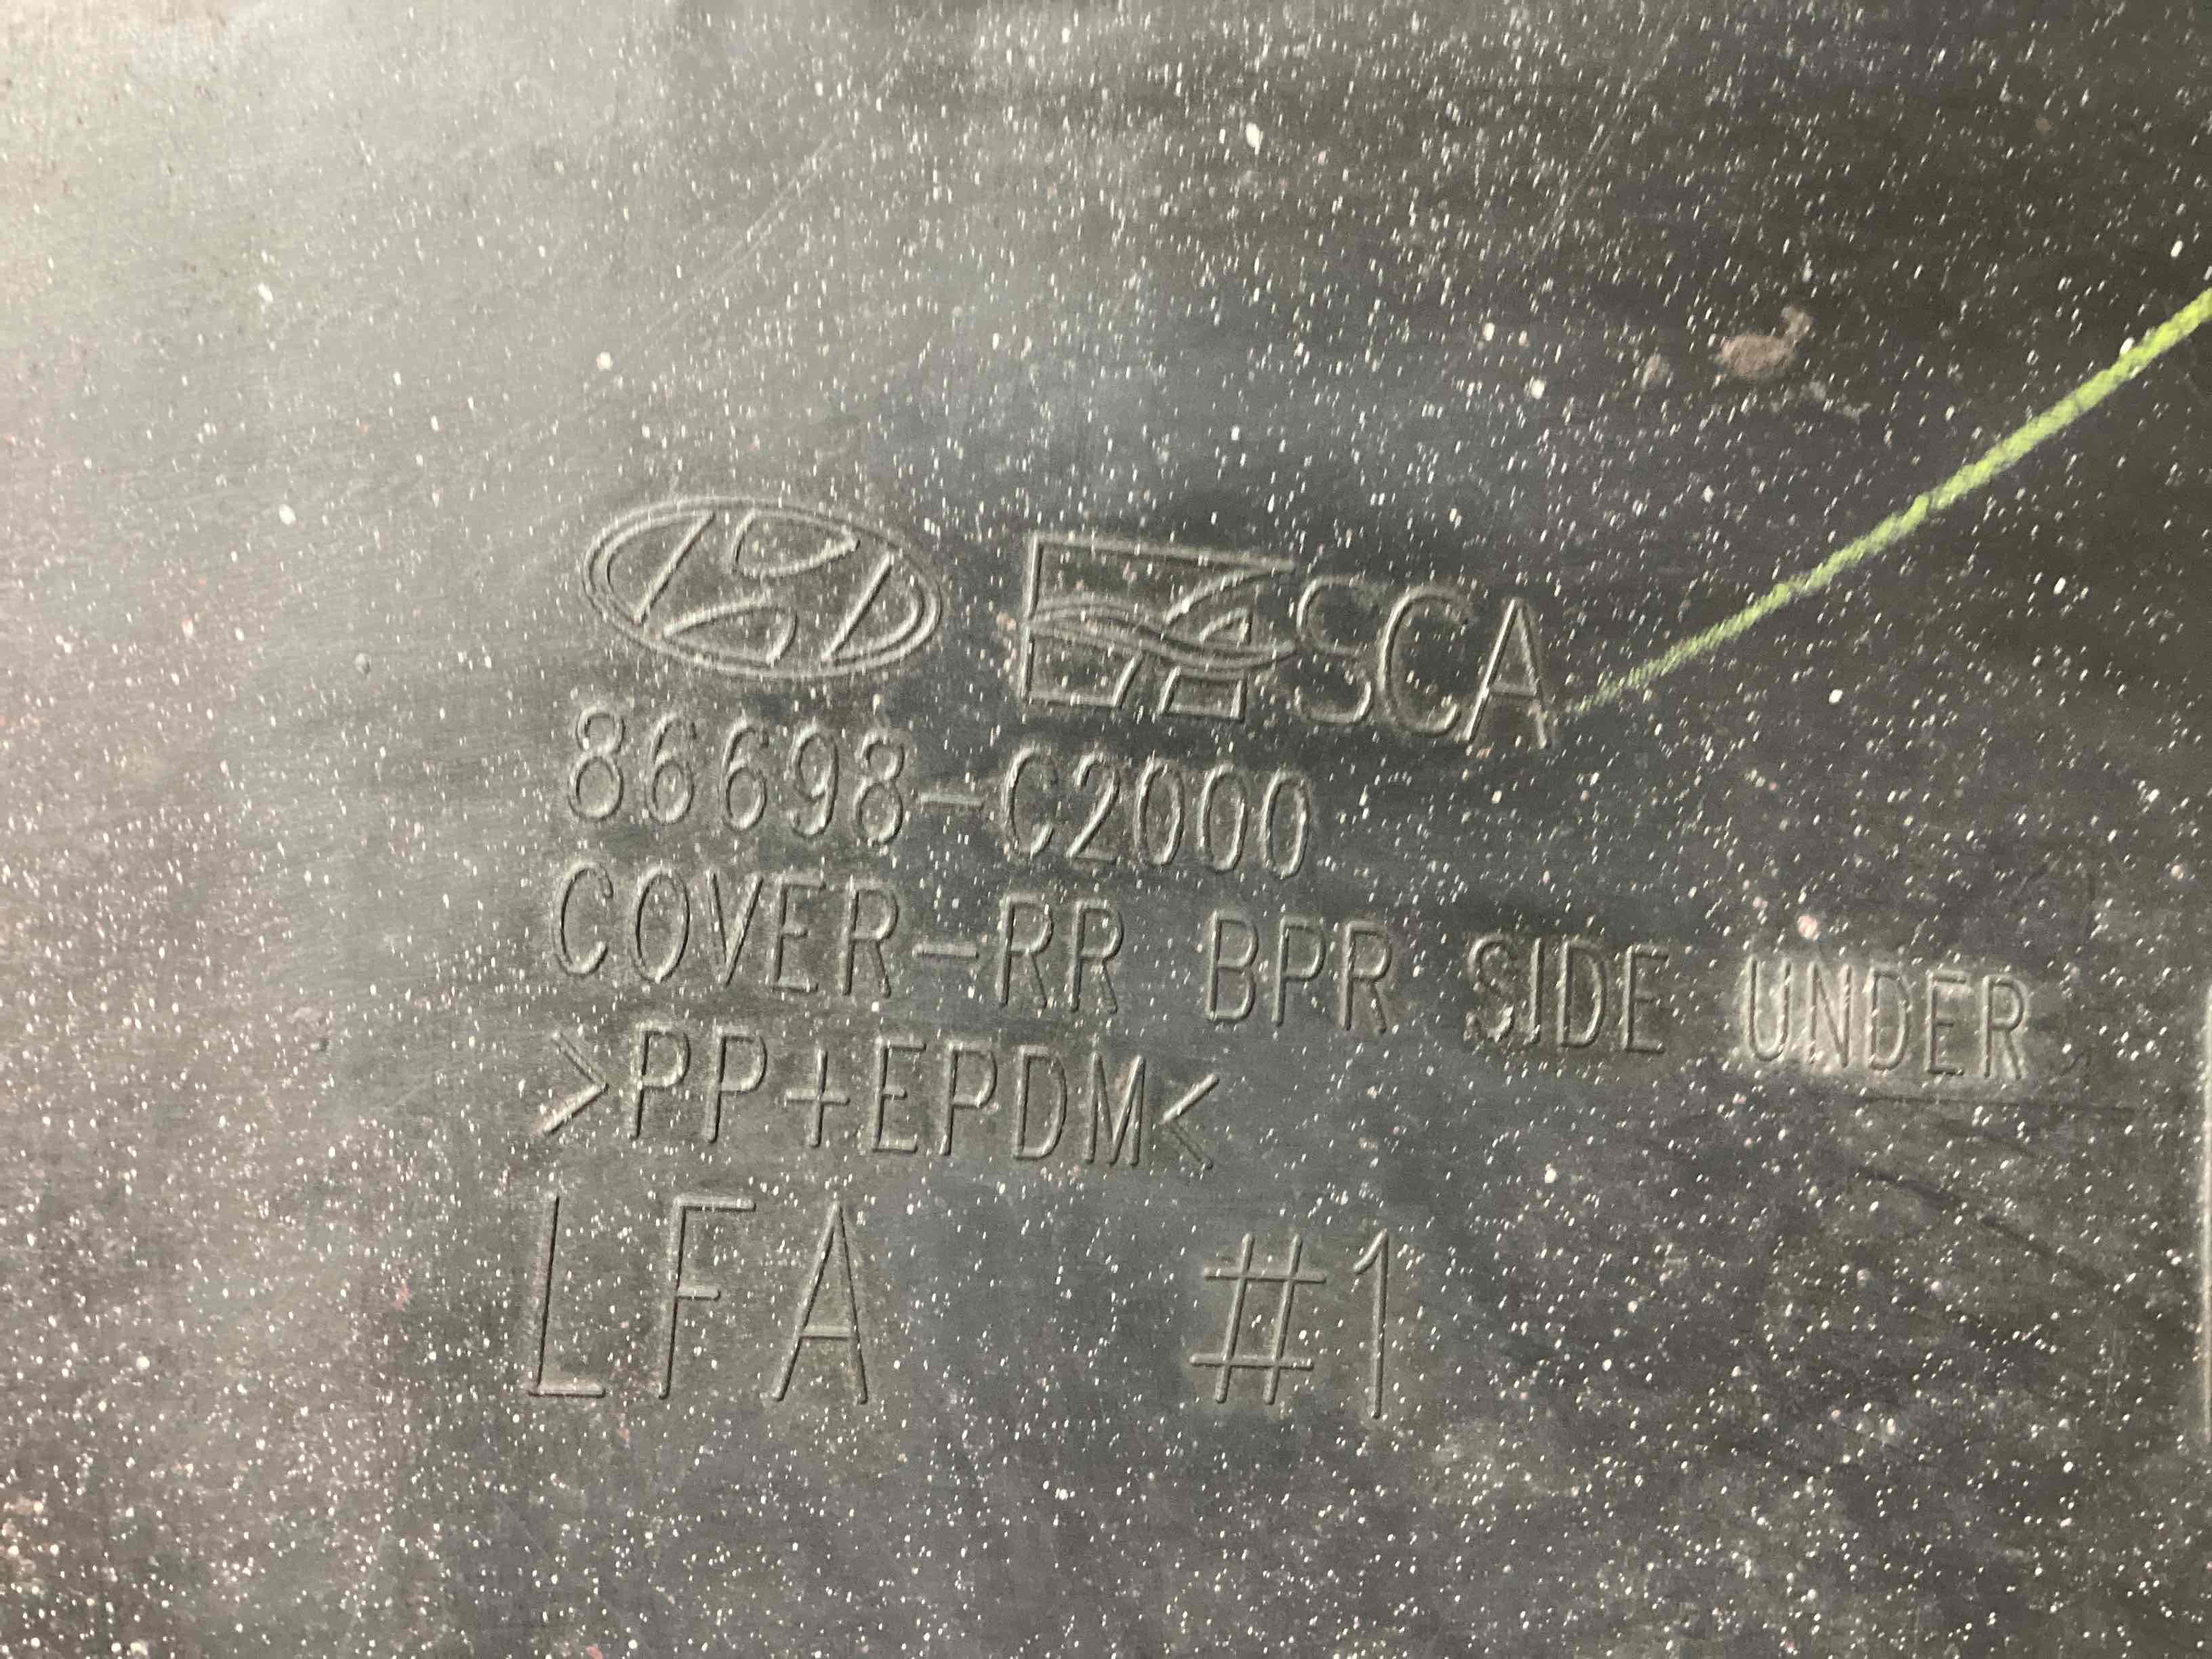 SCA
86698-C2000
COVER-RR BPR SIDE UNDER
>PP+EPDM<
LFA #1